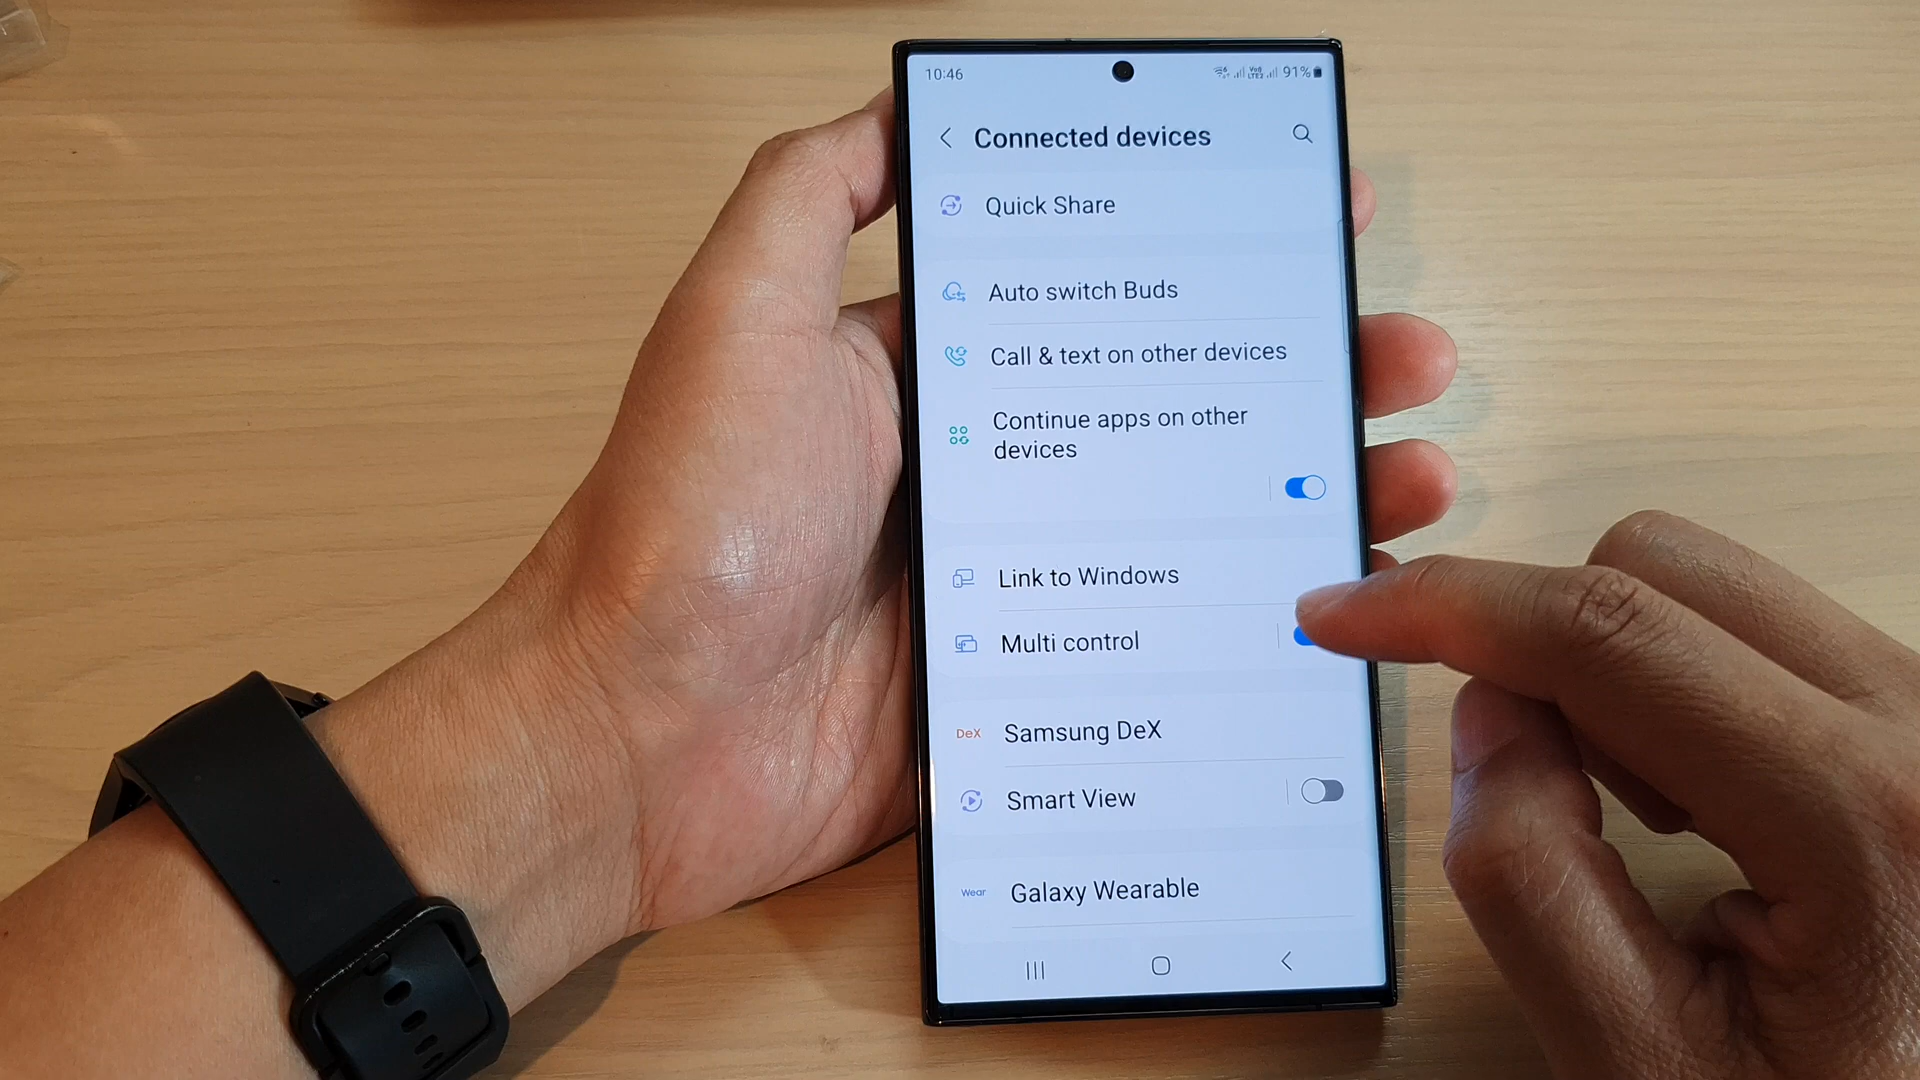 10:46
91%
Connected devices
Quick Share
Auto switch Buds
Call & text on other devices
Continue apps on other
devices
Link to Windows
Multi control
DeX Samsung DeX
Smart View
Wear Galaxy Wearable